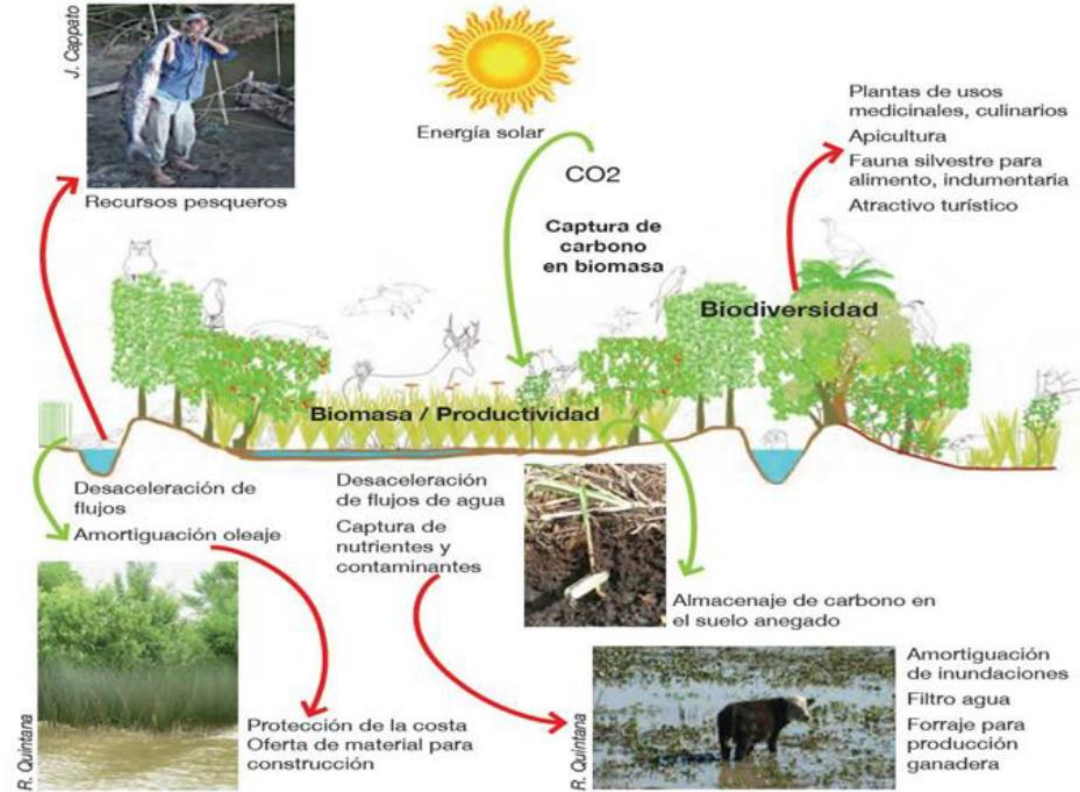 J. Cappato
Recursos pesqueros
Energía solar
CO2
Captura de
carbono
en biomasa
Plantas de usos
medicinales, culinarios
Apicultura
Fauna silvestre para
alimento, indumentaria
Atractivo turístico
Biodiversidad
Biomasa / Productividad
Desaceleración de
flujos
Amortiguación oleaje
Desaceleración
de flujos de agua
Captura de
nutrientes y
contaminantes
Almacenaje de carbono en
el suelo anegado
R. Quintana
Protección de la costa
Oferta de material para
construcción
R. Quintana
Amortiguación
de inundaciones
Filtro agua
Forraje para
producción
ganadera